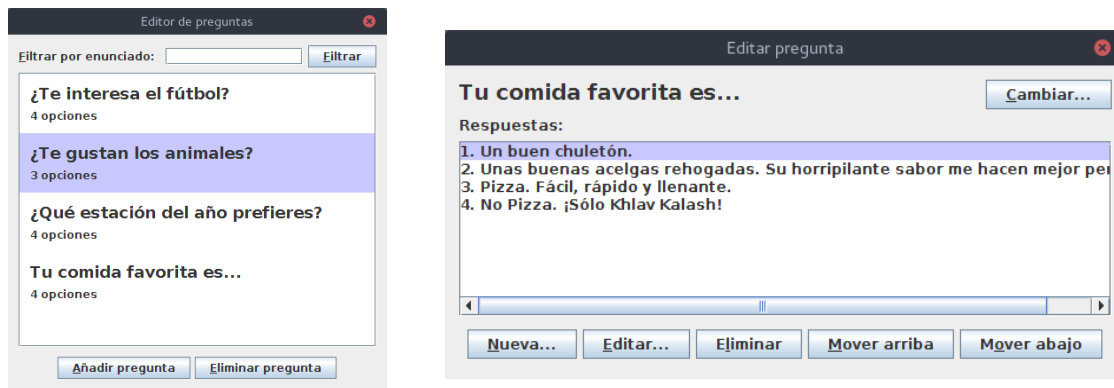 Editor de preguntas
Filtrar por enunciado: Filtrar
¿Te interesa el fútbol?
4 opciones
¿Te gustan los animales?
3 opciones
¿Qué estación del año prefieres?
4 opciones
Tu comida favorita es...
4 opciones
Añadir pregunta Eliminar pregunta
Editar pregunta
Tu comida favorita es... Cambiar...
Respuestas:
1. Un buen chuletón.
2. Unas buenas acelgas rehogadas. Su horripilante sabor me hacen mejor per
3. Pizza. Fácil, rápido y llenante.
4. No Pizza. ¡Sólo Khlav Kalash!
Nueva... Editar... Eliminar Mover arriba Mover abajo